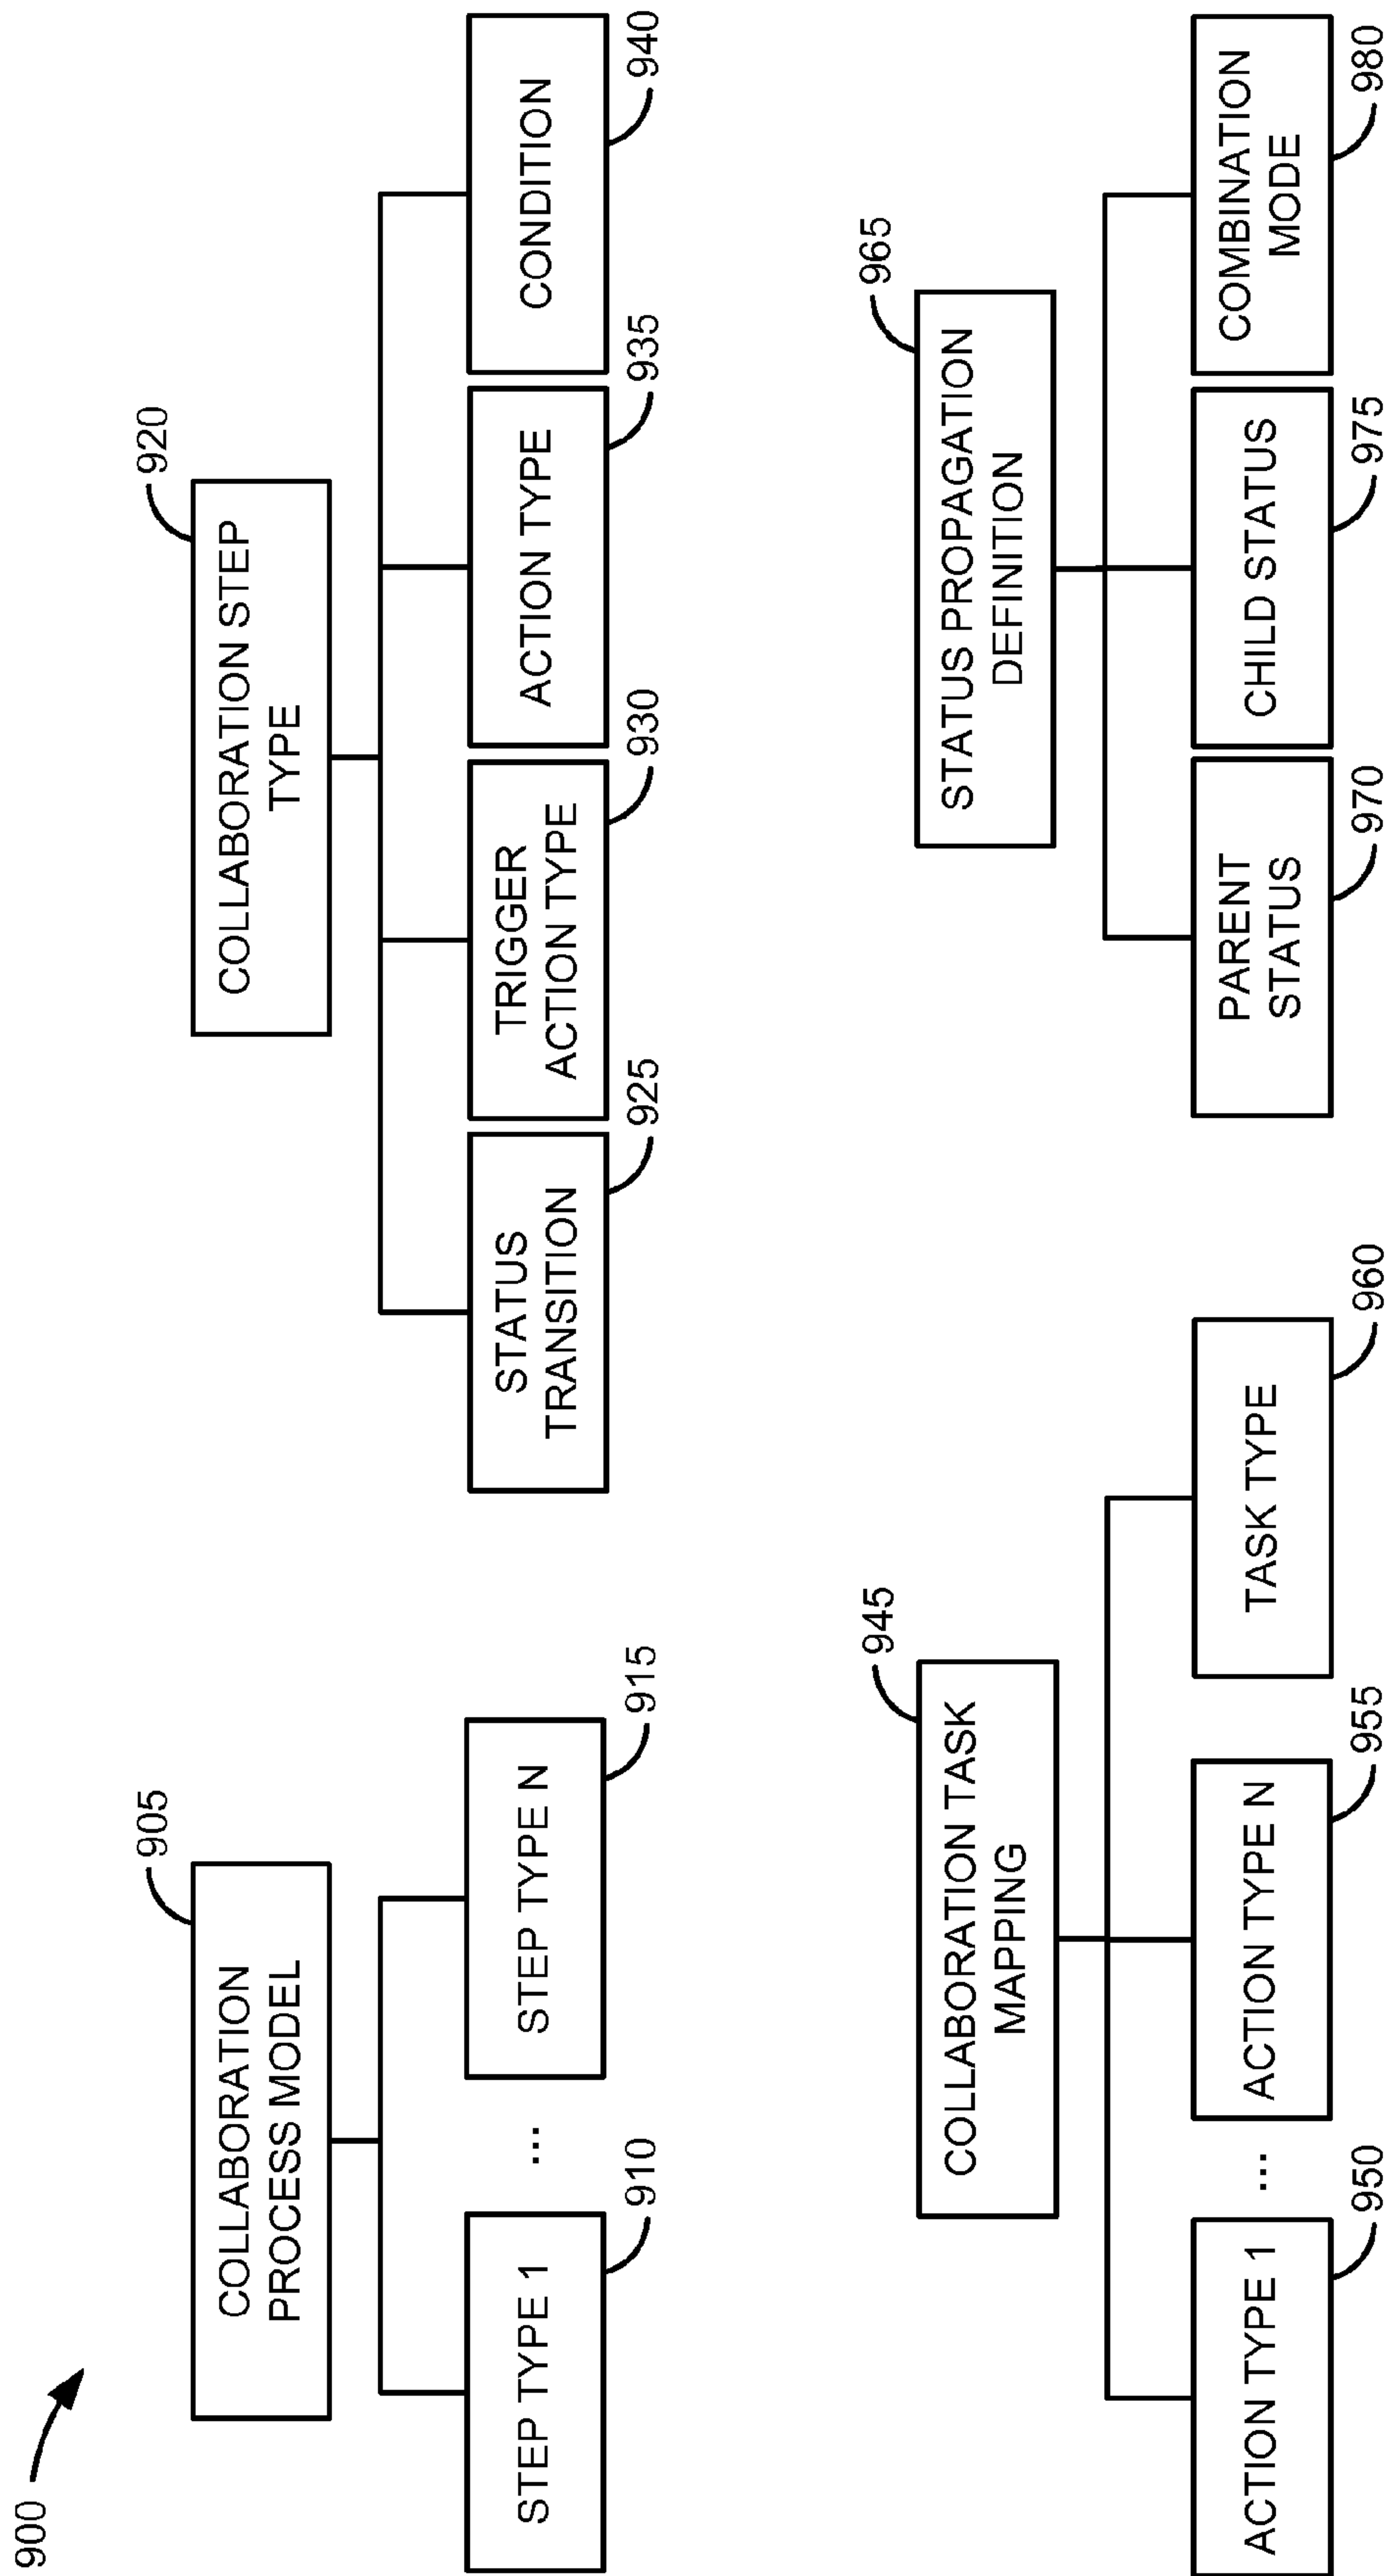 900
905
COLLABORATION
PROCESS MODEL
STEP TYPE 1
910
...
STEP TYPE N
915
920
COLLABORATION STEP
TYPE
STATUS
TRANSITION
925
TRIGGER
ACTION TYPE
930
ACTION TYPE
935
CONDITION
940
945
COLLABORATION TASK
MAPPING
ACTION TYPE 1
950
...
ACTION TYPE N
955
TASK TYPE
960
965
STATUS PROPAGATION
DEFINITION
PARENT
STATUS
970
CHILD STATUS
975
COMBINATION
MODE
980